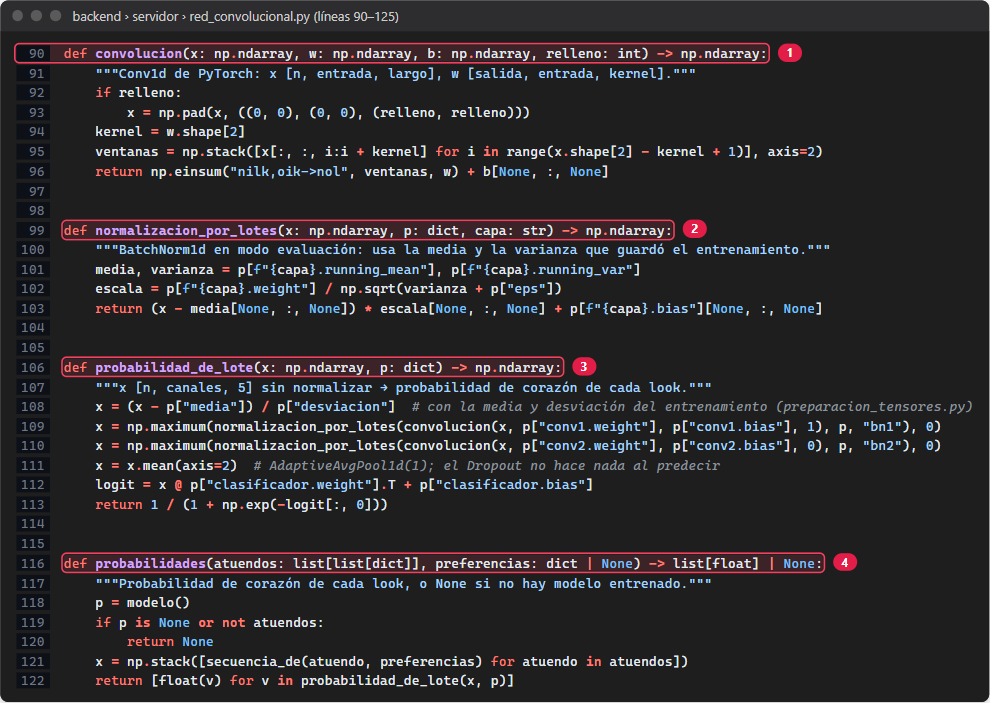 backend › servidor › red_convolucional.py (líneas 90–125)
90 def convolucion(x: np.ndarray, w: np.ndarray, b: np.ndarray, relleno: int) -> np.ndarray: 1
91 """Conv1d de PyTorch: x [n, entrada, largo], w [salida, entrada, kernel]."""
92 if relleno:
93 x = np.pad(x, ((0, 0), (0, 0), (relleno, relleno)))
94 kernel = w.shape[2]
95 ventanas = np.stack([x[:, :, i:i + kernel] for i in range(x.shape[2] - kernel + 1)], axis=2)
96 return np.einsum("nilk,oik->nol", ventanas, w) + b[None, :, None]
97
98
99 def normalizacion_por_lotes(x: np.ndarray, p: dict, capa: str) -> np.ndarray: 2
100 """BatchNorm1d en modo evaluación: usa la media y la varianza que guardó el entrenamiento."""
101 media, varianza = p[f"{capa}.running_mean"], p[f"{capa}.running_var"]
102 escala = p[f"{capa}.weight"] / np.sqrt(varianza + p["eps"])
103 return (x - media[None, :, None]) * escala[None, :, None] + p[f"{capa}.bias"][None, :, None]
104
105
106 def probabilidad_de_lote(x: np.ndarray, p: dict) -> np.ndarray: 3
107 """x [n, canales, 5] sin normalizar → probabilidad de corazón de cada look."""
108 x = (x - p["media"]) / p["desviacion"] # con la media y desviación del entrenamiento (preparacion_tensores.py)
109 x = np.maximum(normalizacion_por_lotes(convolucion(x, p["conv1.weight"], p["conv1.bias"], 1), p, "bn1"), 0)
110 x = np.maximum(normalizacion_por_lotes(convolucion(x, p["conv2.weight"], p["conv2.bias"], 0), p, "bn2"), 0)
111 x = x.mean(axis=2) # AdaptiveAvgPool1d(1); el Dropout no hace nada al predecir
112 logit = x @ p["clasificador.weight"].T + p["clasificador.bias"]
113 return 1 / (1 + np.exp(-logit[:, 0]))
114
115
116 def probabilidades(atuendos: list[list[dict]], preferencias: dict | None) -> list[float] | None: 4
117 """Probabilidad de corazón de cada look, o None si no hay modelo entrenado."""
118 p = modelo()
119 if p is None or not atuendos:
120 return None
121 x = np.stack([secuencia_de(atuendo, preferencias) for atuendo in atuendos])
122 return [float(v) for v in probabilidad_de_lote(x, p)]